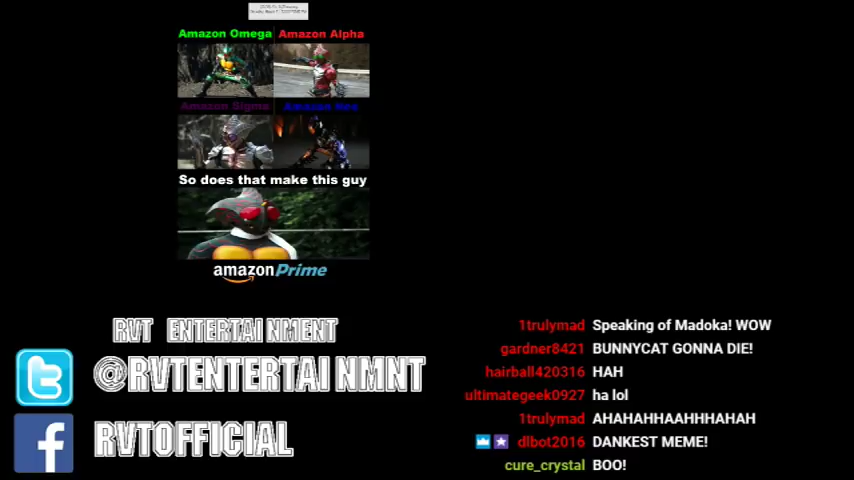 Amazon Omega Amazon Alpha
Amazon Sigma Amazon Neo
So does that make this guy
amazonPrime
RVT ENTERTAINMENT
@RVTENTERTAINMNT
RVTOFFICIAL
1trulymad Speaking of Madoka! WOW
gardner8421 BUNNYCAT GONNA DIE!
hairball420316 HAH
ultimategeek0927 ha lol
1trulymad AHAHAHHAAHHHAHAH
dlbot2016 DANKEST MEME!
cure_crystal BOO!